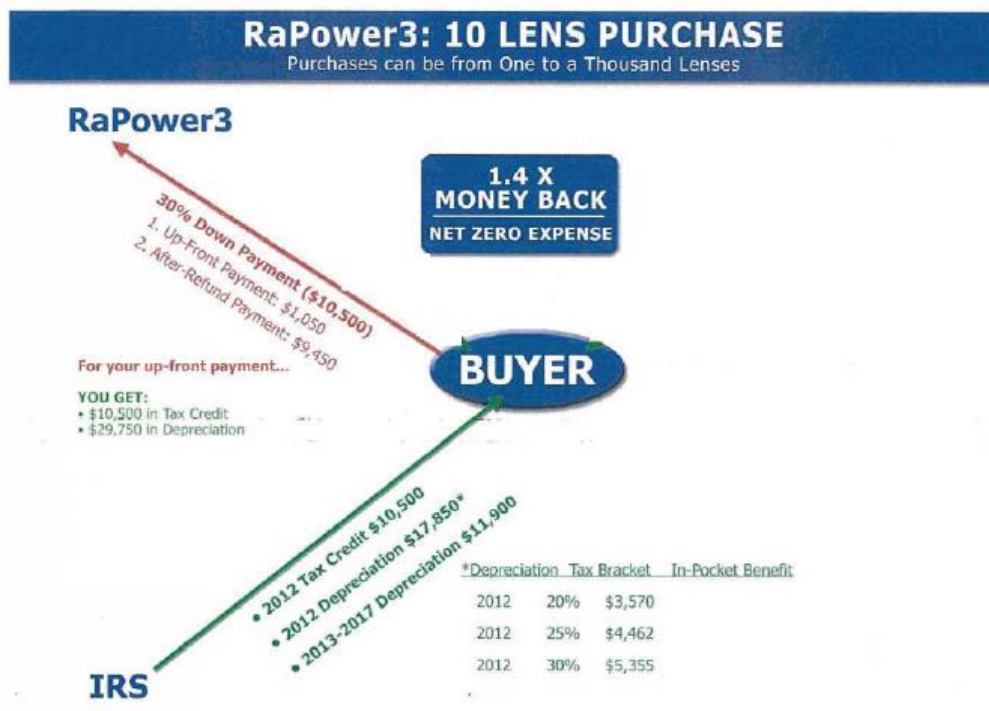 RaPower3: 10 LENS PURCHASE
Purchases can be from One to a Thousand Lenses
RaPower3
1.4 X
MONEY BACK
NET ZERO EXPENSE
30% Down Payment ($10,500)
1. Up-Front Payment: $1,050
2. After-Refund Payment: $9,450
BUYER
For your up-front payment...
YOU GET:
• $10,500 in Tax Credit
• $29,750 in Depreciation
• 2012 Tax Credit $10,500
• 2012 Depreciation $17,850*
• 2013-2017 Depreciation $11,900
*Depreciation Tax Bracket In-Pocket Benefit
2012 20% $3,570
2012 25% $4,462
2012 30% $5,355
IRS